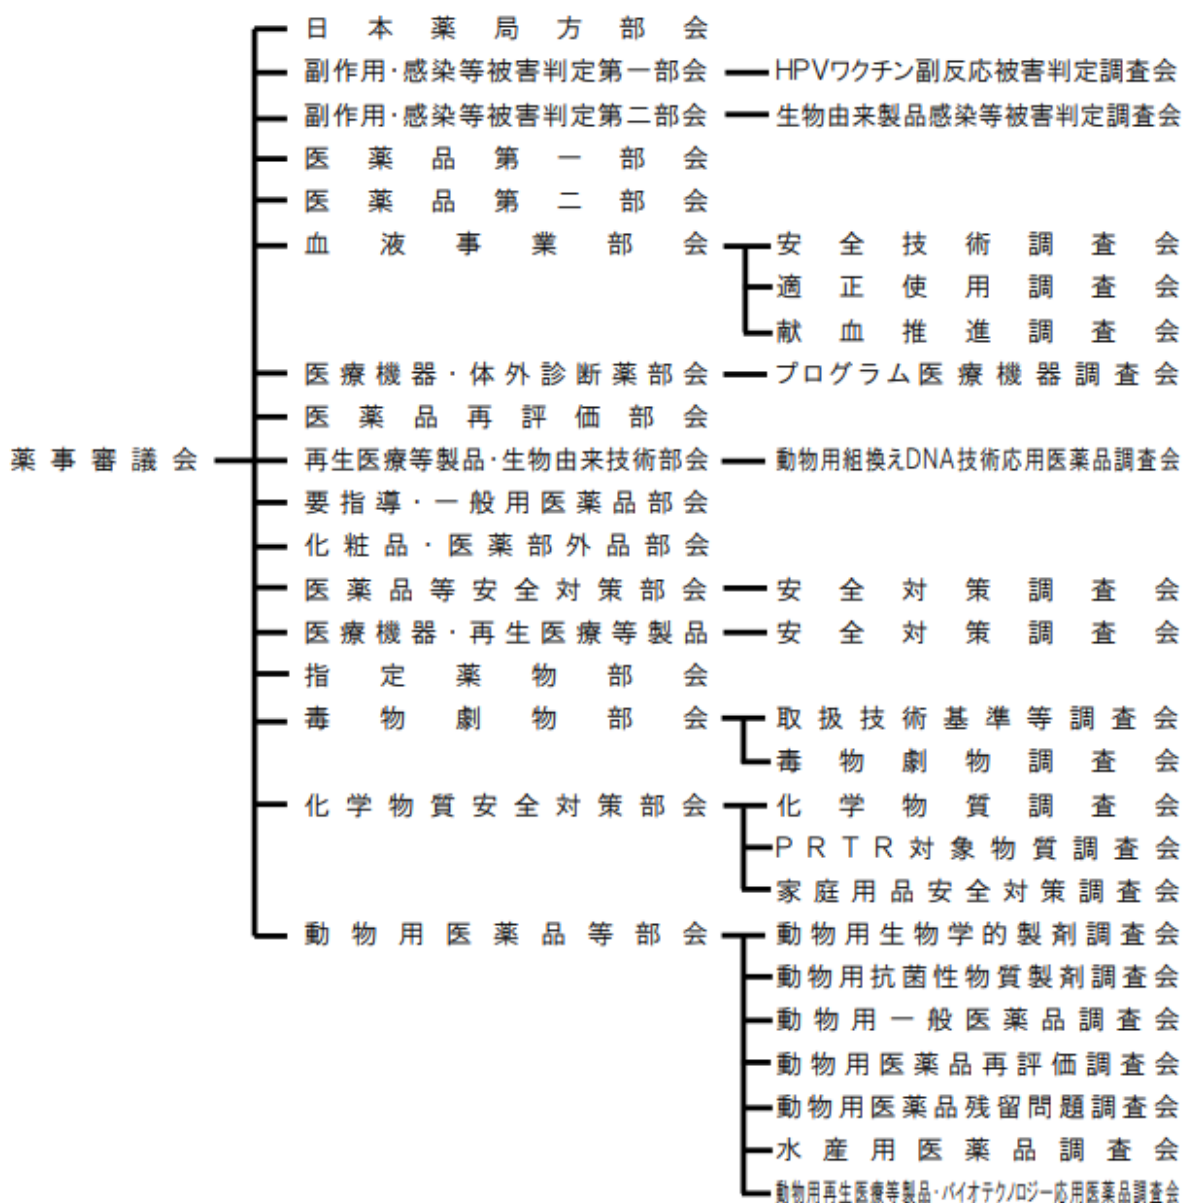 日本薬局方部会
副作用・感染等被害判定第一部会 HPVワクチン副反応被害判定調査会
副作用・感染等被害判定第二部会 生物由来製品感染等被害判定調査会
医薬品第一部会
医薬品第二部会
血液事業部会 安全技術調査会
適正使用調査会
献血推進調査会
医療機器・体外診断薬部会 プログラム医療機器調査会
医薬品再評価部会
薬事審議会 再生医療等製品・生物由来技術部会 動物用組換えDNA技術応用医薬品調査会
要指導・一般用医薬品部会
化粧品・医薬部外品部会
医薬品等安全対策部会 安全対策調査会
医療機器・再生医療等製品 安全対策調査会
指定薬物部会
毒物劇物部会 取扱技術基準等調査会
毒物劇物調査会
化学物質安全対策部会 化学物質調査会
PRTR対象物質調査会
家庭用品安全対策調査会
動物用医薬品等部会 動物用生物学的製剤調査会
動物用抗菌性物質製剤調査会
動物用一般医薬品調査会
動物用医薬品再評価調査会
動物用医薬品残留問題調査会
水産用医薬品調査会
動物用再生医療等製品・バイオテクノロジー応用医薬品調査会